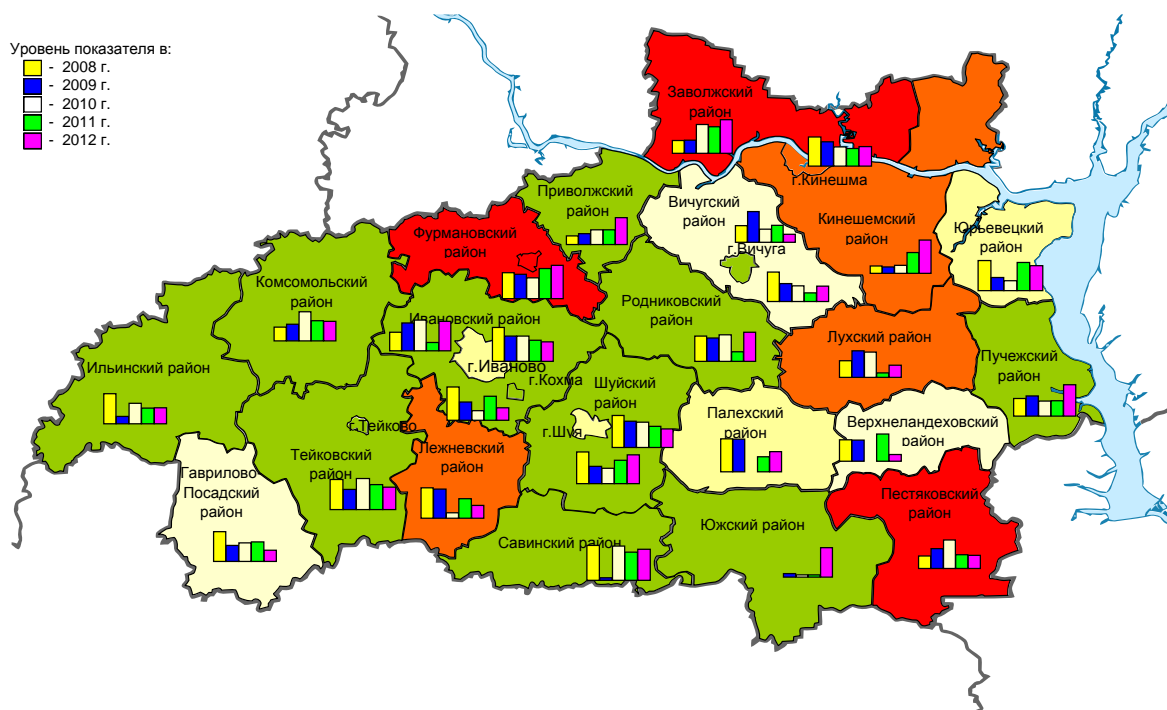 Уровень показателя в:
- 2008 г.
- 2009 г.
- 2010 г.
- 2011 г.
- 2012 г.
Заволжский
район
г.Кинешма
Приволжский
район
Вичугский
район
г.Вичуга
Кинешемский
район
Юрьевецкий
район
Фурмановский
район
Комсомольский
район
Ивановский район
г.Иваново
г.Кохма
Родниковский
район
Лухский район
Пучежский
район
Ильинский район
г.Тейково
Тейковский
район
Лежневский
район
Шуйский
район
г.Шуя
Палехский
район
Верхнеландеховский
район
Гаврилово-
Посадский
район
Савинский район
Южский район
Пестяковский
район